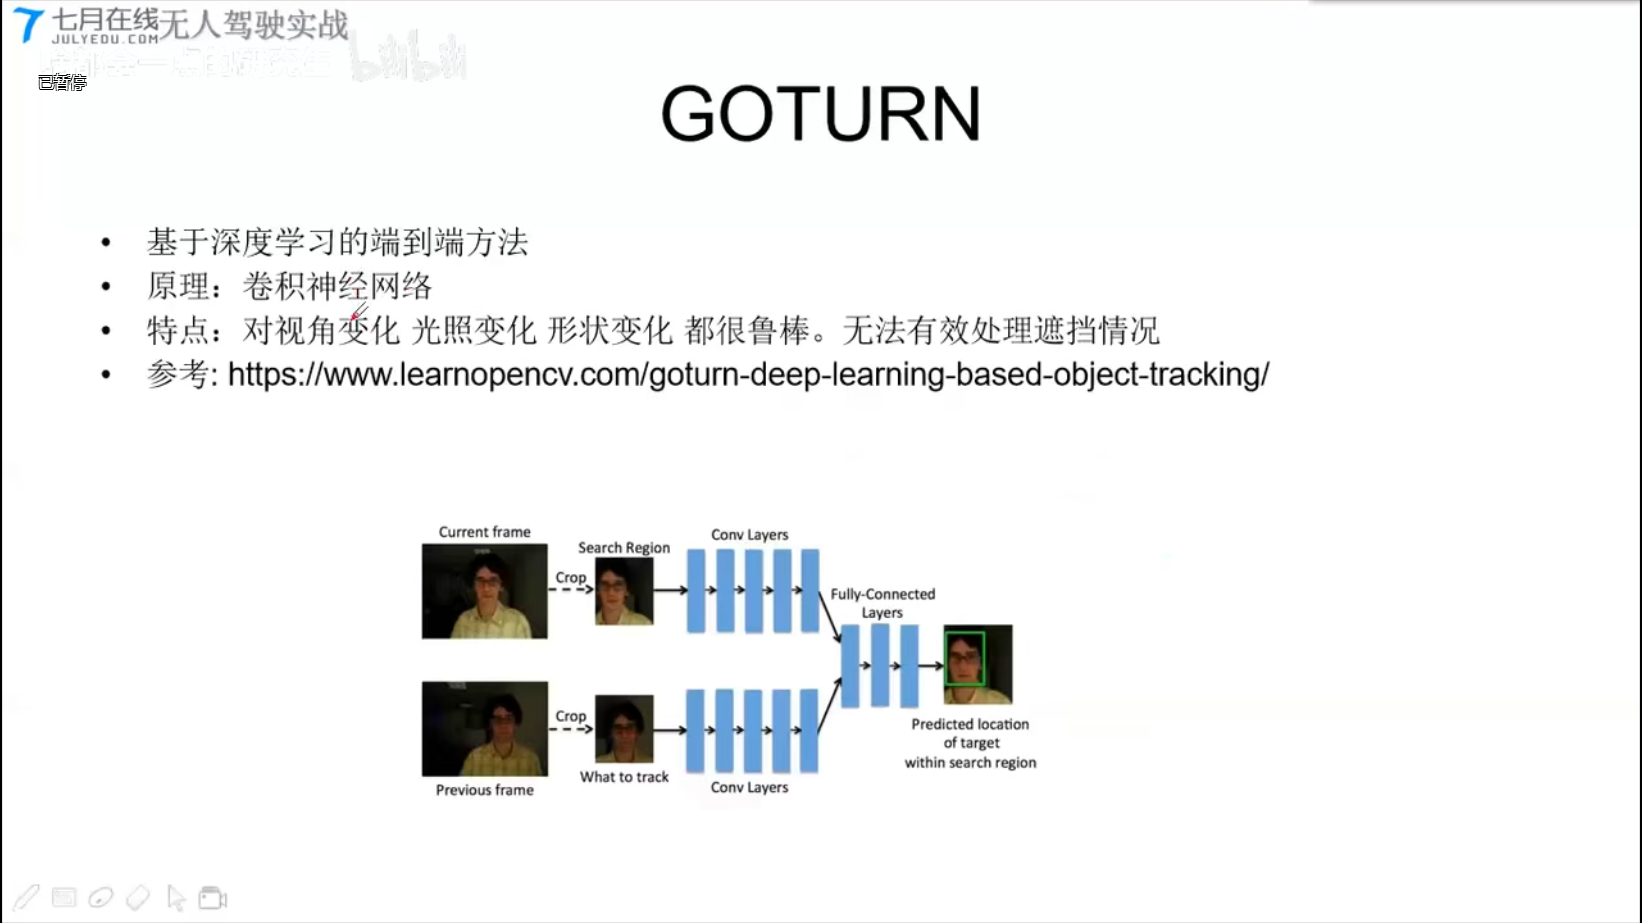 七月在线
JULYEDU.COM
无人驾驶实战
bilibili
已暂停
GOTURN
• 基于深度学习的端到端方法
• 原理：卷积神经网络
• 特点：对视角变化 光照变化 形状变化 都很鲁棒。无法有效处理遮挡情况
• 参考: https://www.learnopencv.com/goturn-deep-learning-based-object-tracking/
Current frame
Crop
Search Region
Conv Layers
Fully-Connected
Layers
Previous frame
Crop
What to track
Conv Layers
Predicted location
of target
within search region